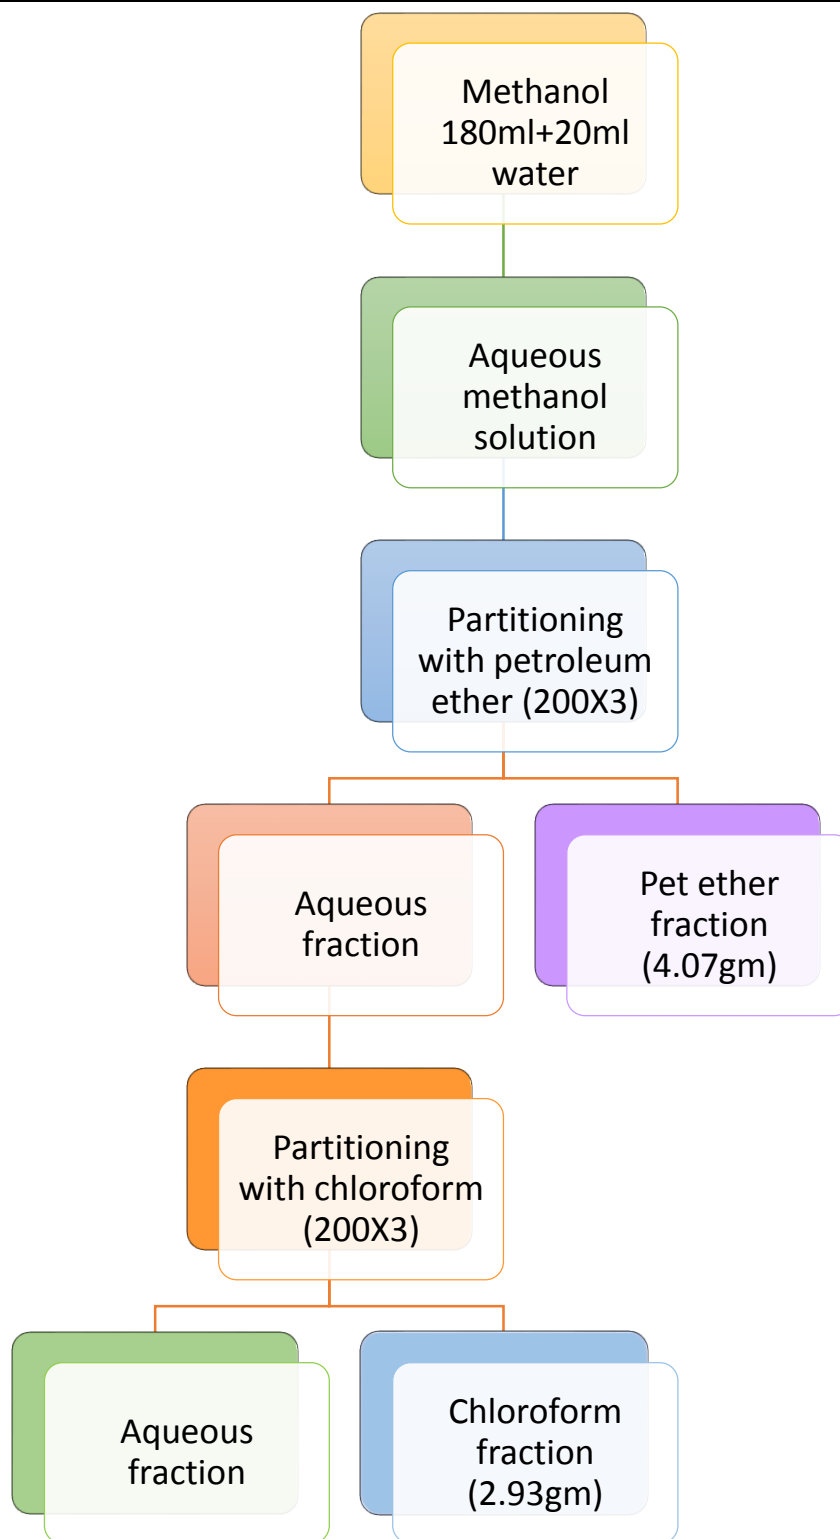 Methanol
180ml+20ml
water
Aqueous
methanol
solution
Partitioning
with petroleum
ether (200X3)
Aqueous
fraction
Pet ether
fraction
(4.07gm)
Partitioning
with chloroform
(200X3)
Aqueous
fraction
Chloroform
fraction
(2.93gm)